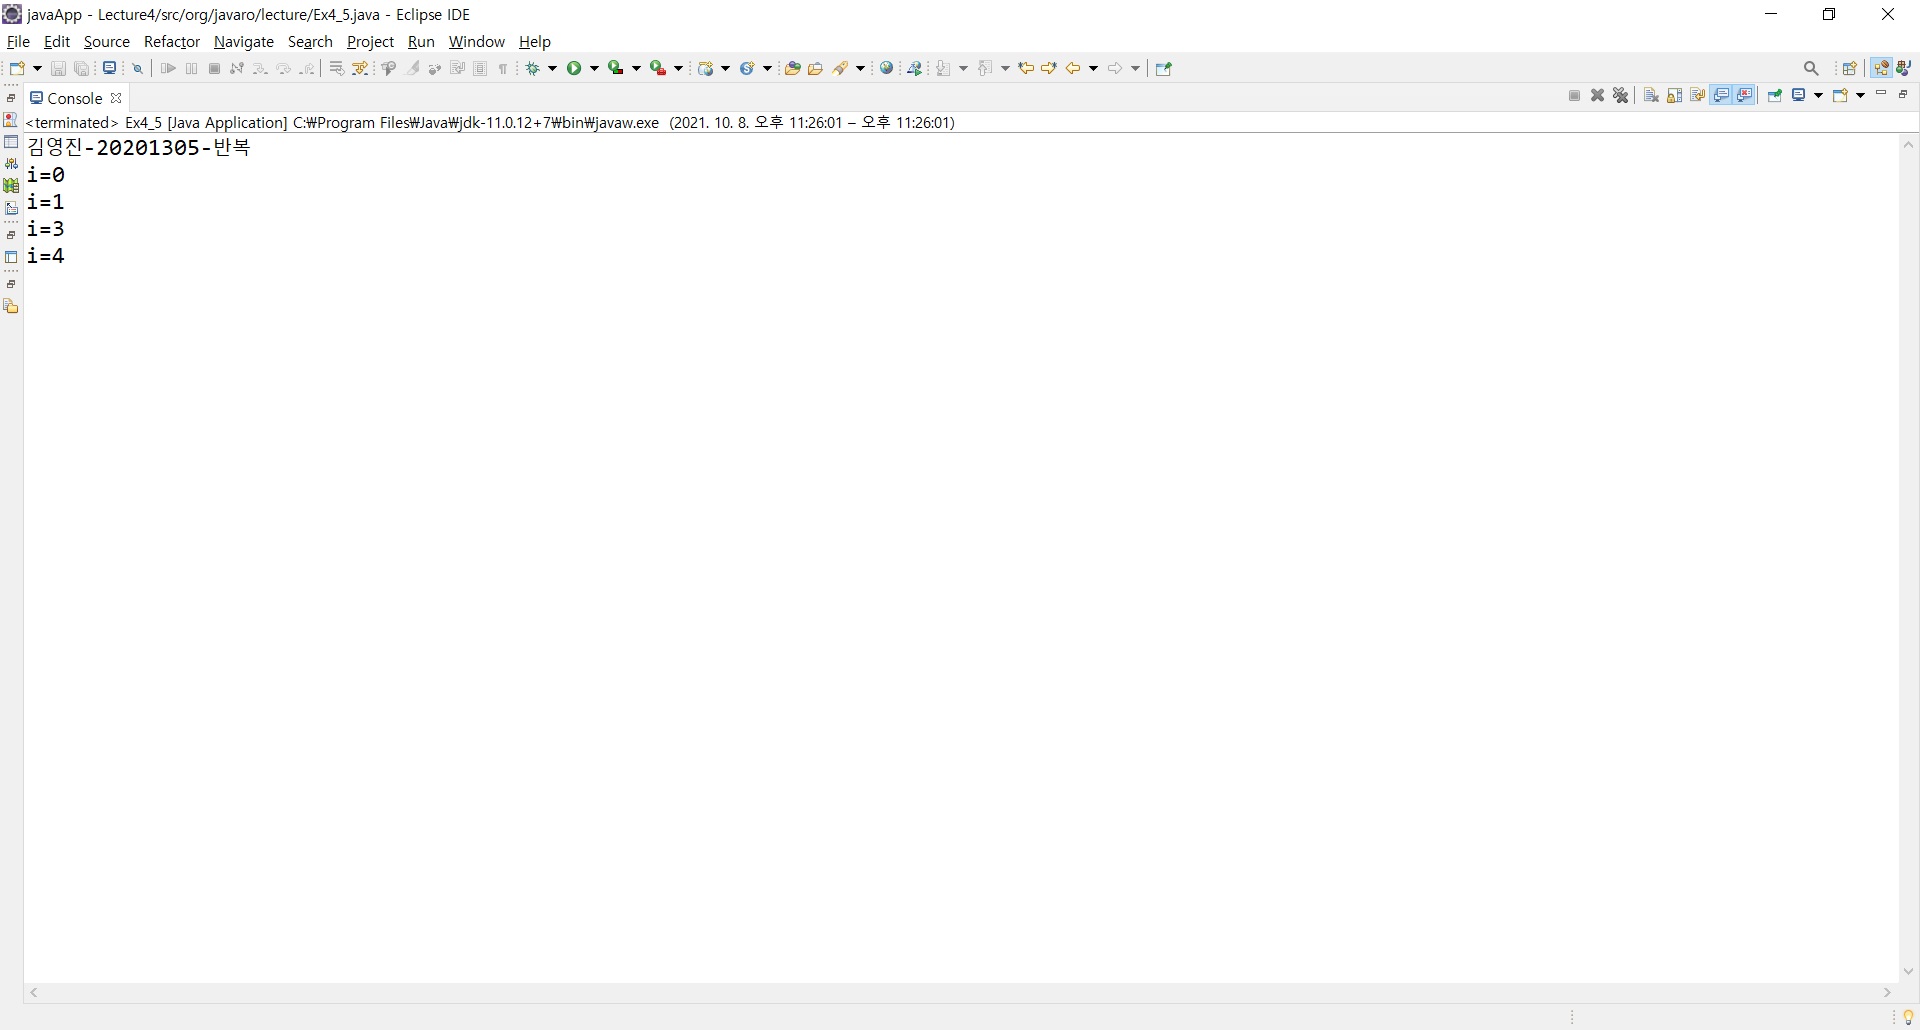 javaApp - Lecture4/src/org/javaro/lecture/Ex4_5.java - Eclipse IDE
File Edit Source Refactor Navigate Search Project Run Window Help
Console
<terminated> Ex4_5 [Java Application] C:₩Program Files₩Java₩jdk-11.0.12+7₩bin₩javaw.exe (2021. 10. 8. 오후 11:26:01 – 오후 11:26:01)
김영진-20201305-반복
i=0
i=1
i=3
i=4